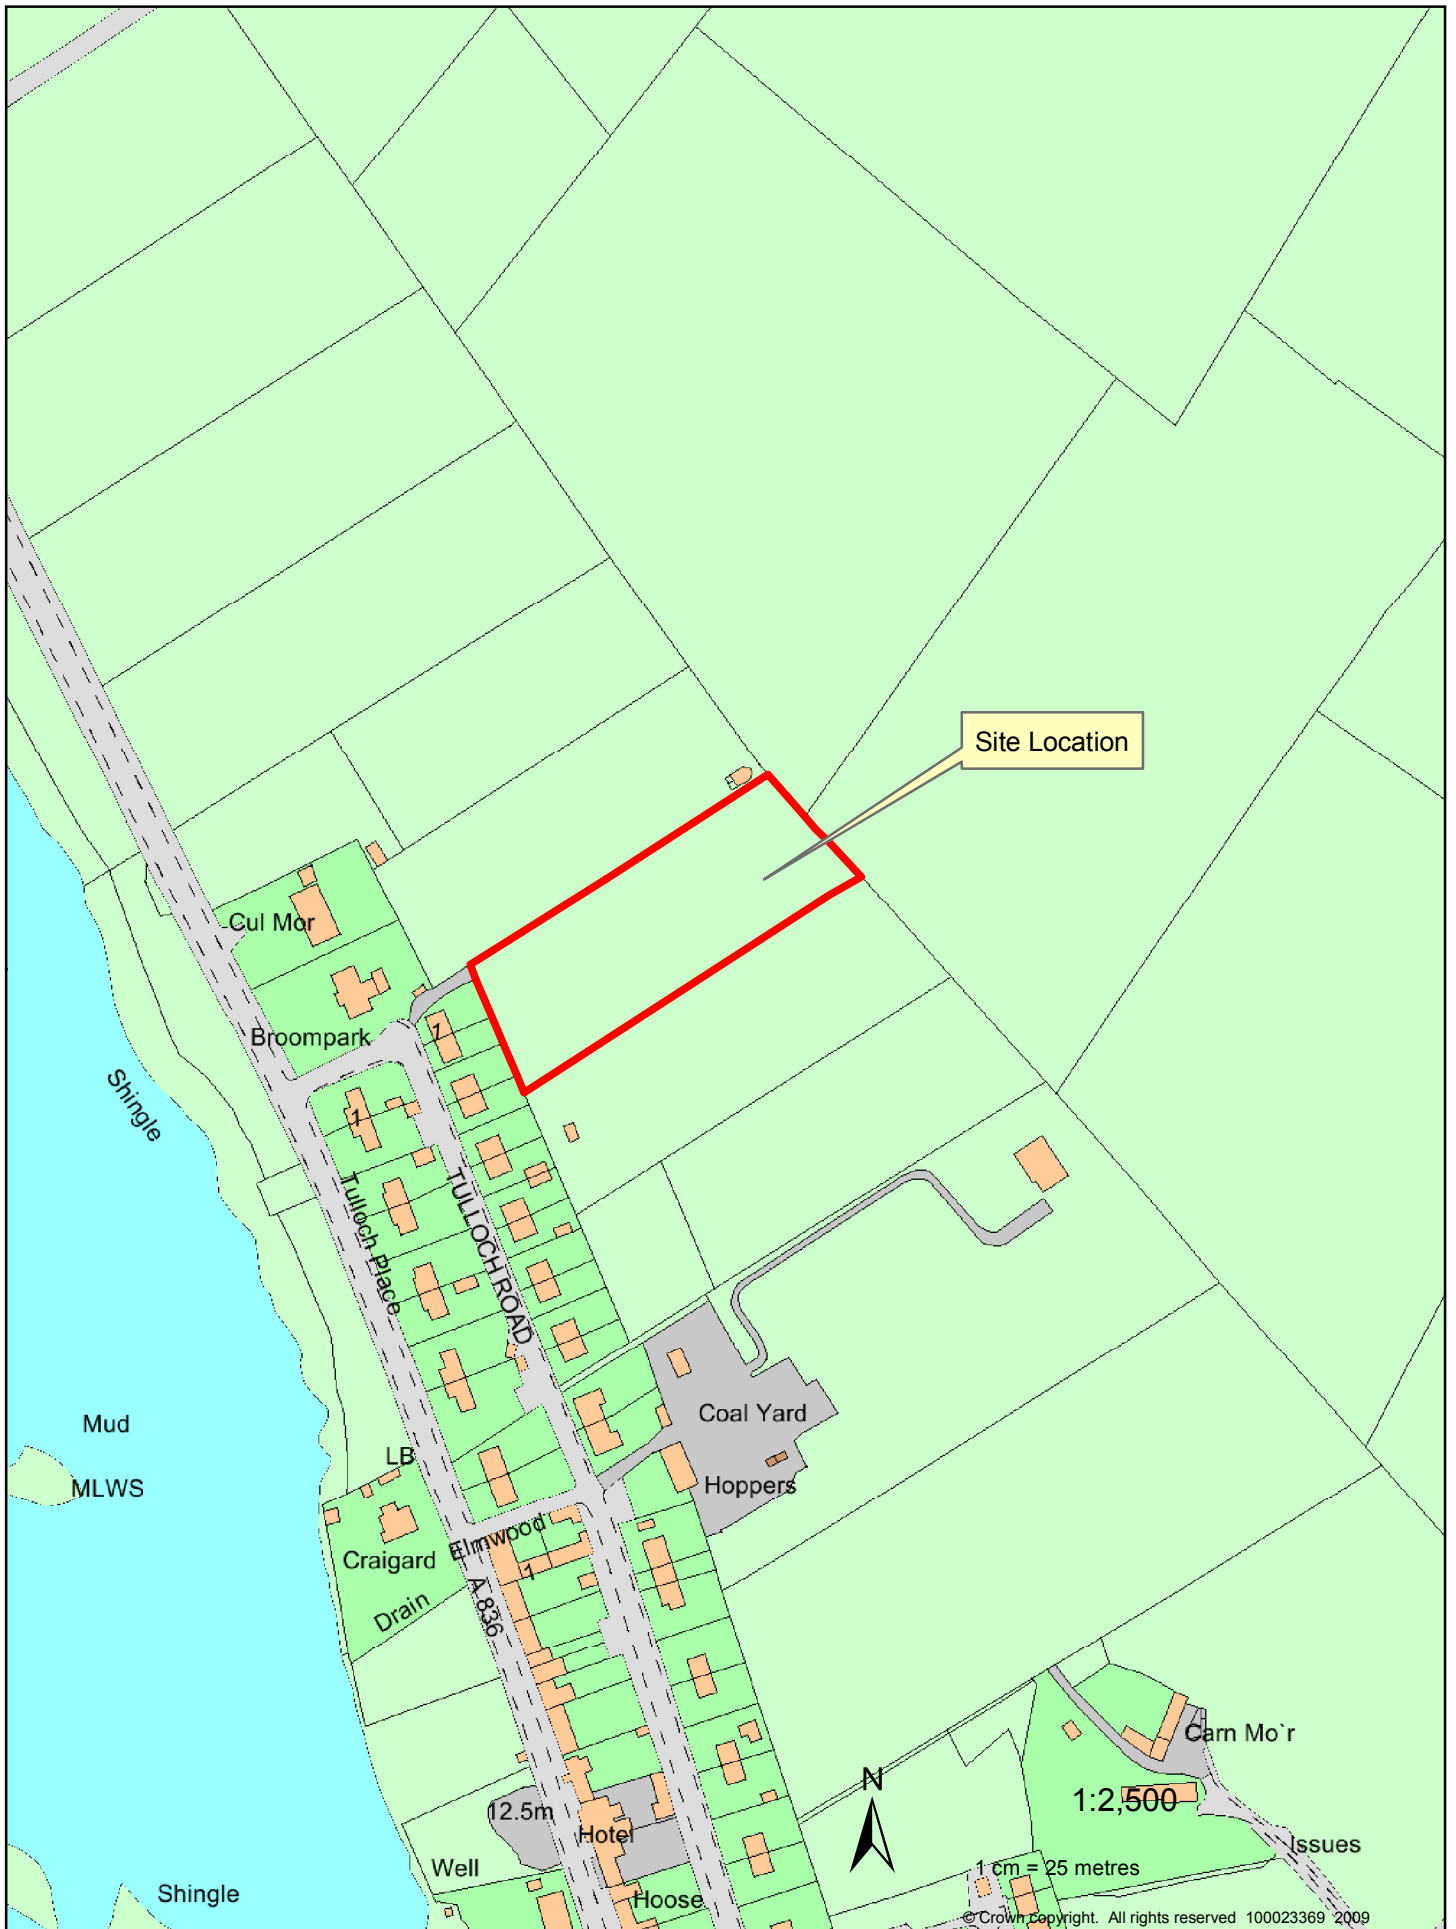 Site Location
Cul Mor
Broompark
1
1
Shingle
Tulloch Place
TULLOCH ROAD
Mud
MLWS
LB
Coal Yard
Hoppers
Craigard
Elmwood
1
Drain
A 836
Carn Mo`r
N
1:2,500
12.5m
Hotel
Issues
Well
1 cm = 25 metres
Shingle
Hoose
© Crown copyright. All rights reserved 100023369 2009